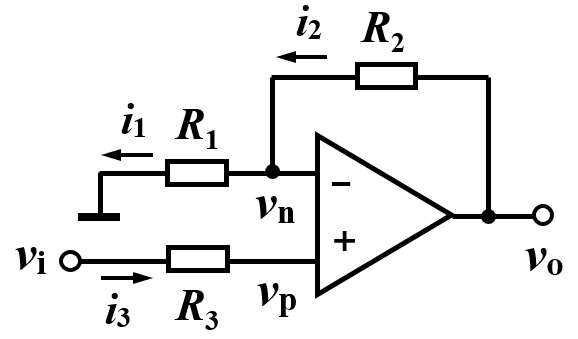 i₂ R₂
i₁ R₁
vₙ −
+
vᵢ vₚ vₒ
i₃ R₃